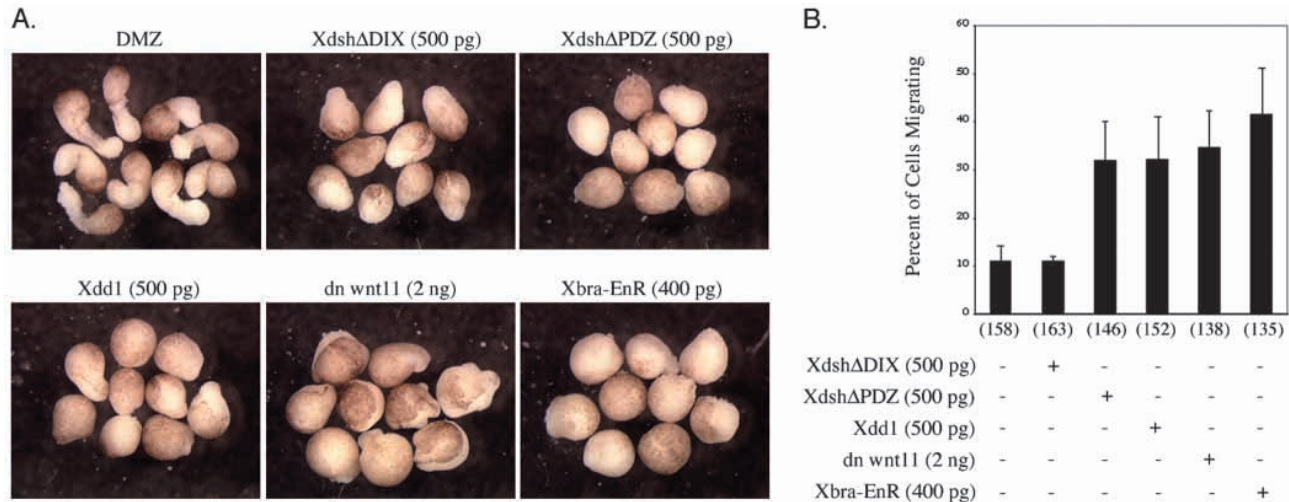 A.
DMZ
XdshΔDIX (500 pg)
XdshΔPDZ (500 pg)
Xdd1 (500 pg)
dn wnt11 (2 ng)
Xbra-EnR (400 pg)
B.
Percent of Cells Migrating
60
50
40
30
20
10
0
(158) (163) (146) (152) (138) (135)
XdshΔDIX (500 pg) - + - - - -
XdshΔPDZ (500 pg) - - + - - -
Xdd1 (500 pg) - - - + - -
dn wnt11 (2 ng) - - - - + -
Xbra-EnR (400 pg) - - - - - +